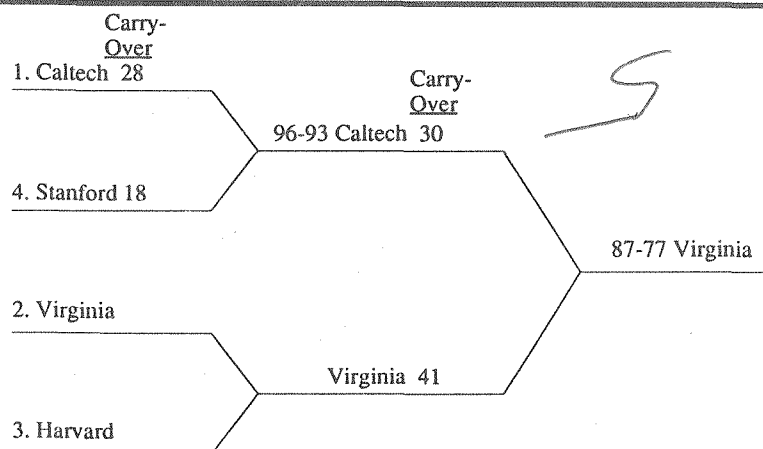 Carry-
Over
1. Caltech 28
Carry-
Over
96-93 Caltech 30
4. Stanford 18
87-77 Virginia
2. Virginia
Virginia 41
3. Harvard